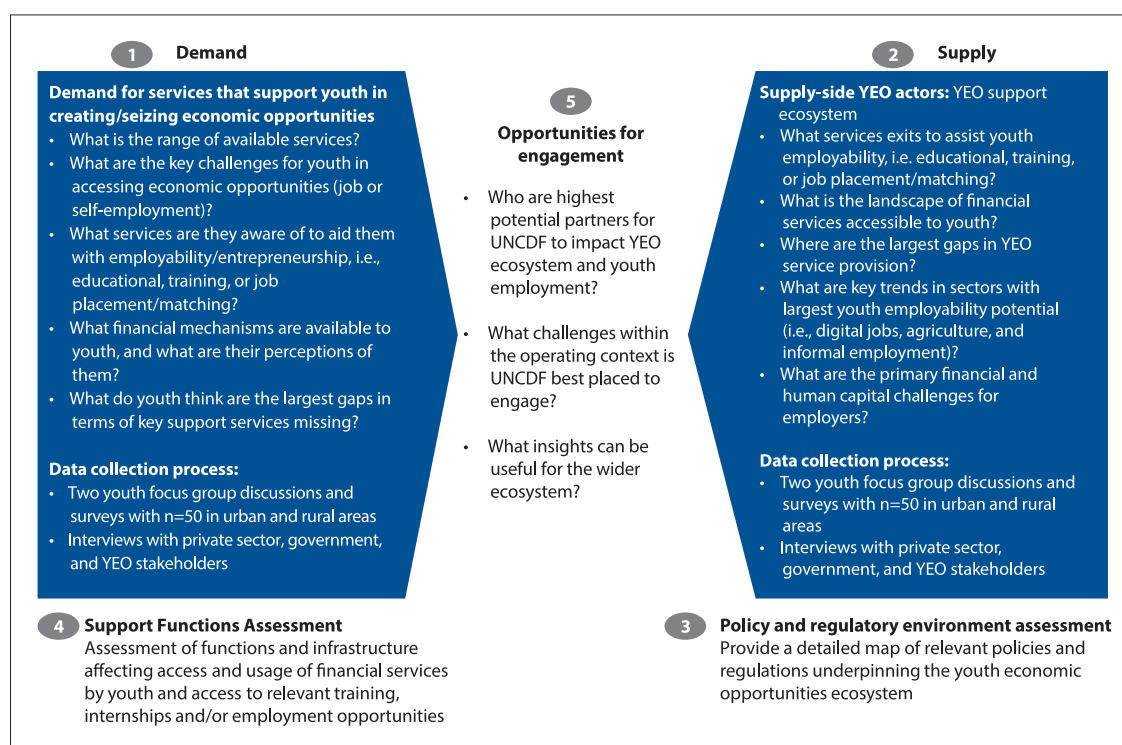 1 Demand
Demand for services that support youth in
creating/seizing economic opportunities
• What is the range of available services?
• What are the key challenges for youth in
accessing economic opportunities (job or
self-employment)?
• What services are they aware of to aid them
with employability/entrepreneurship, i.e.,
educational, training, or job
placement/matching?
• What financial mechanisms are available to
youth, and what are their perceptions of
them?
• What do youth think are the largest gaps in
terms of key support services missing?
Data collection process:
• Two youth focus group discussions and
surveys with n=50 in urban and rural areas
• Interviews with private sector, government,
and YEO stakeholders
5
Opportunities for
engagement
• Who are highest
potential partners for
UNCDF to impact YEO
ecosystem and youth
employment?
• What challenges within
the operating context is
UNCDF best placed to
engage?
• What insights can be
useful for the wider
ecosystem?
2 Supply
Supply-side YEO actors: YEO support
ecosystem
• What services exits to assist youth
employability, i.e. educational, training,
or job placement/matching?
• What is the landscape of financial
services accessible to youth?
• Where are the largest gaps in YEO
service provision?
• What are key trends in sectors with
largest youth employability potential
(i.e., digital jobs, agriculture, and
informal employment)?
• What are the primary financial and
human capital challenges for
employers?
Data collection process:
• Two youth focus group discussions and
surveys with n=50 in urban and rural
areas
• Interviews with private sector,
government, and YEO stakeholders
4 Support Functions Assessment
Assessment of functions and infrastructure
affecting access and usage of financial services
by youth and access to relevant training,
internships and/or employment opportunities
3 Policy and regulatory environment assessment
Provide a detailed map of relevant policies and
regulations underpinning the youth economic
opportunities ecosystem